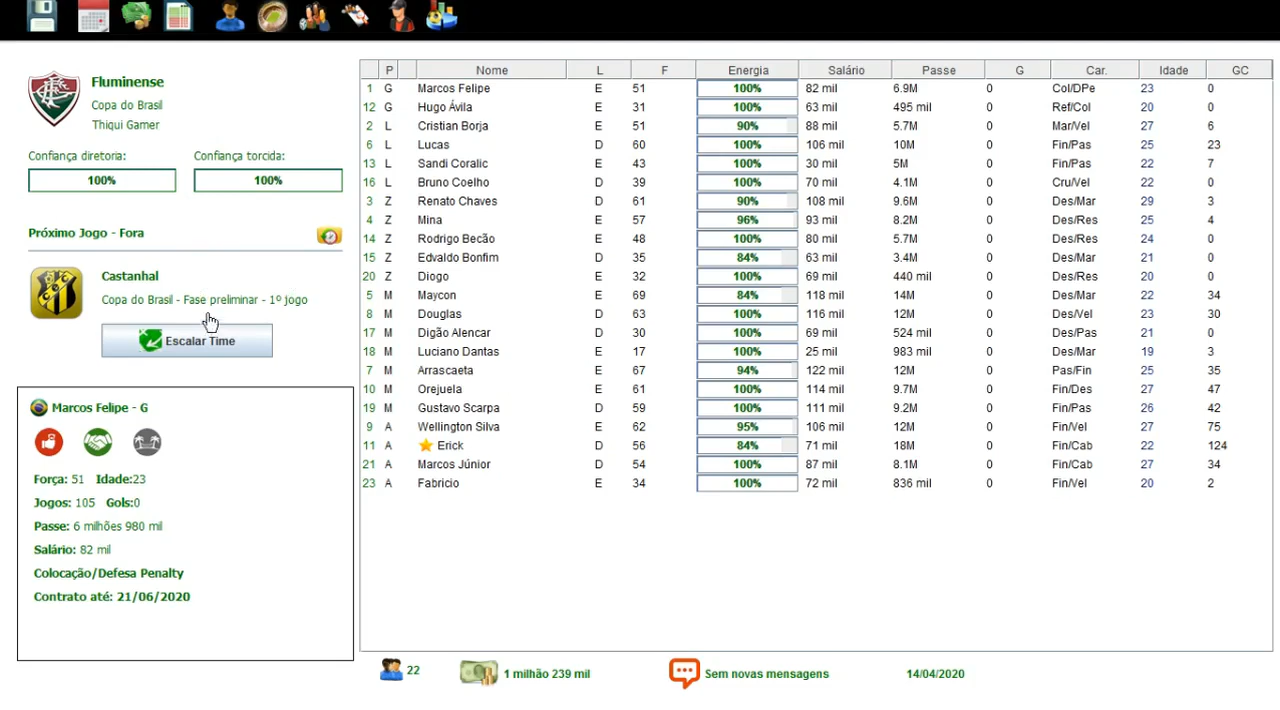 Fluminense
Copa do Brasil
Thiqui Gamer
Confiança diretoria: Confiança torcida:
100% 100%
Próximo Jogo - Fora
Castanhal
Copa do Brasil - Fase preliminar - 1º jogo
Escalar Time
Marcos Felipe - G
Força: 51 Idade:23
Jogos: 105 Gols:0
Passe: 6 milhões 980 mil
Salário: 82 mil
Colocação/Defesa Penalty
Contrato até: 21/06/2020
P Nome L F Energia Salário Passe G Car. Idade GC
1 G Marcos Felipe E 51 100% 82 mil 6.9M 0 Col/DPe 23 0
12 G Hugo Ávila E 31 100% 63 mil 495 mil 0 Ref/Col 20 0
2 L Cristian Borja E 51 90% 88 mil 5.7M 0 Mar/Vel 27 6
6 L Lucas D 60 100% 106 mil 10M 0 Fin/Pas 25 23
13 L Sandi Coralic E 43 100% 30 mil 5M 0 Fin/Pas 22 7
16 L Bruno Coelho D 39 100% 70 mil 4.1M 0 Cru/Vel 22 0
3 Z Renato Chaves D 61 90% 108 mil 9.6M 0 Des/Mar 29 3
4 Z Mina E 57 96% 93 mil 8.2M 0 Des/Res 25 4
14 Z Rodrigo Becão E 48 100% 80 mil 5.7M 0 Des/Res 24 0
15 Z Edvaldo Bonfim D 35 84% 63 mil 3.4M 0 Des/Mar 21 0
20 Z Diogo E 32 100% 69 mil 440 mil 0 Des/Res 20 0
5 M Maycon E 69 84% 118 mil 14M 0 Des/Mar 22 34
8 M Douglas E 63 100% 116 mil 12M 0 Des/Vel 23 30
17 M Digão Alencar D 30 100% 69 mil 524 mil 0 Des/Pas 21 0
18 M Luciano Dantas E 17 100% 25 mil 983 mil 0 Des/Mar 19 3
7 M Arrascaeta E 67 94% 122 mil 12M 0 Pas/Fin 25 35
10 M Orejuela E 61 100% 114 mil 9.7M 0 Fin/Des 27 47
19 M Gustavo Scarpa D 59 100% 111 mil 9.2M 0 Fin/Pas 26 42
9 A Wellington Silva E 62 95% 106 mil 12M 0 Fin/Vel 27 75
11 A Erick D 56 84% 71 mil 18M 0 Fin/Cab 22 124
21 A Marcos Júnior D 54 100% 87 mil 8.1M 0 Fin/Cab 27 34
23 A Fabricio E 34 100% 72 mil 836 mil 0 Fin/Vel 20 2
22 1 milhão 239 mil Sem novas mensagens 14/04/2020